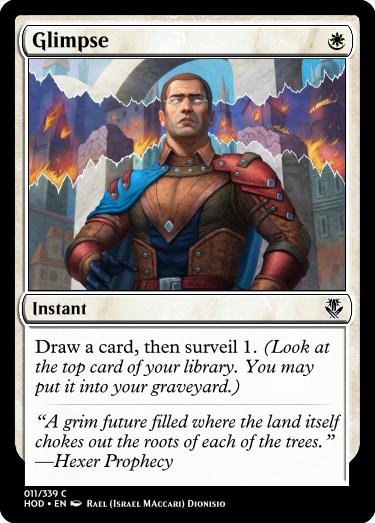 Glimpse
Instant
Draw a card, then surveil 1. (Look at
the top card of your library. You may
put it into your graveyard.)
“A grim future filled where the land itself
chokes out the roots of each of the trees.”
—Hexer Prophecy
011/339 C
HOD • EN Rael (Israel Maccari) Dionisio